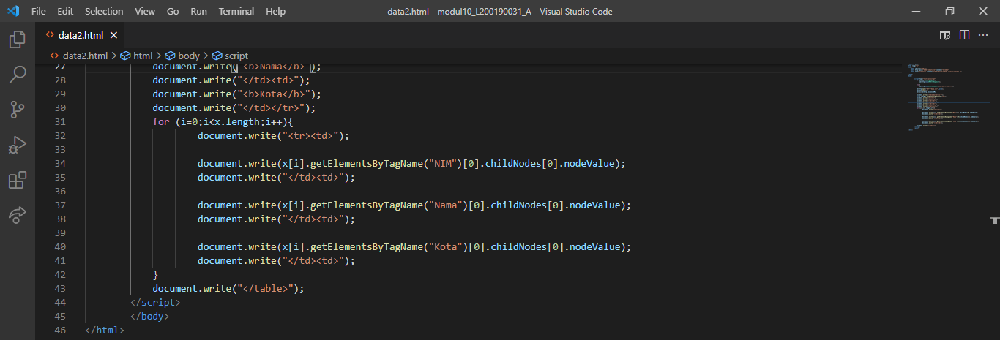 File Edit Selection View Go Run Terminal Help data2.html - modul10_L200190031_A - Visual Studio Code
data2.html
data2.html > html > body > script
27 document.write("<b>Nama</b>");
28 document.write("</td><td>");
29 document.write("<b>Kota</b>");
30 document.write("</td></tr>");
31 for (i=0;i<x.length;i++){
32 document.write("<tr><td>");
33
34 document.write(x[i].getElementsByTagName("NIM")[0].childNodes[0].nodeValue);
35 document.write("</td><td>");
36
37 document.write(x[i].getElementsByTagName("Nama")[0].childNodes[0].nodeValue);
38 document.write("</td><td>");
39
40 document.write(x[i].getElementsByTagName("Kota")[0].childNodes[0].nodeValue);
41 document.write("</td><td>");
42 }
43 document.write("</table>");
44 </script>
45 </body>
46 </html>